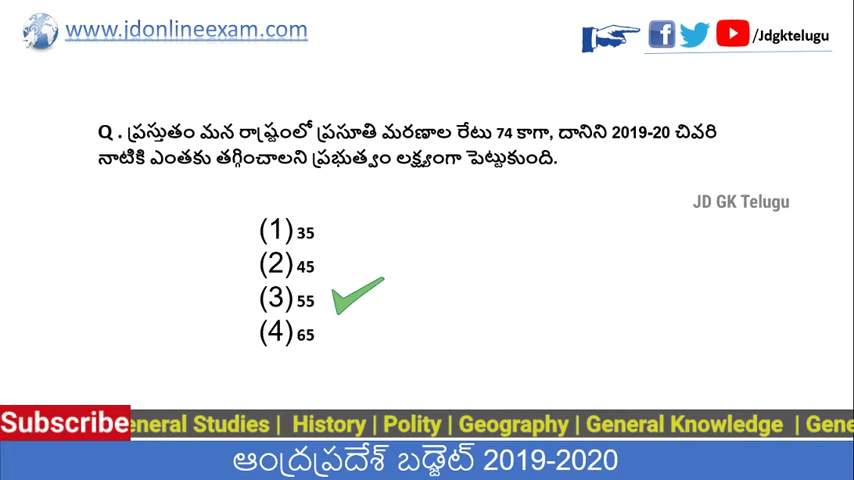 www.jdonlineexam.com
/Jdgktelugu
Q . ప్రస్తుతం మన రాష్ట్రంలో ప్రసూతి మరణాల రేటు 74 కాగా, దానిని 2019-20 చివరి
నాటికి ఎంతకు తగ్గించాలని ప్రభుత్వం లక్ష్యంగా పెట్టుకుంది.
JD GK Telugu
(1) 35
(2) 45
(3) 55
(4) 65
Subscribe eneral Studies | History | Polity | Geography | General Knowledge | Gene
ఆంధ్రప్రదేశ్ బడ్జెట్ 2019-2020